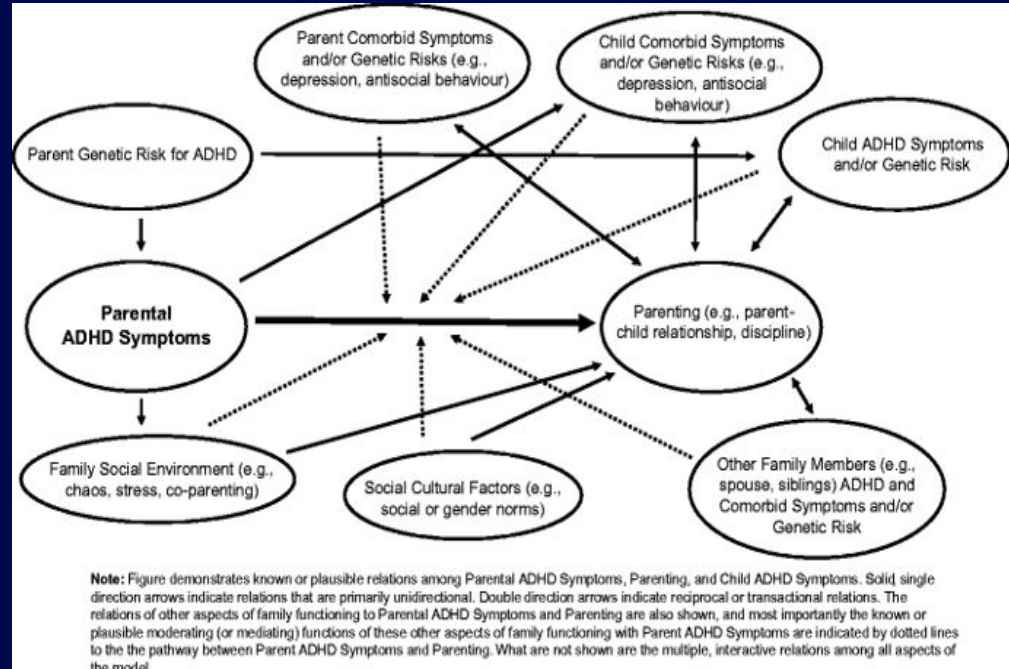 Parent Comorbid Symptoms
and/or Genetic Risks (e.g.,
depression, antisocial behaviour)
Child Comorbid Symptoms
and/or Genetic Risks (e.g.,
depression, antisocial
behaviour)
Parent Genetic Risk for ADHD
Child ADHD Symptoms
and/or Genetic Risk
Parental
ADHD Symptoms
Parenting (e.g., parent-
child relationship, discipline)
Family Social Environment (e.g.,
chaos, stress, co-parenting)
Social Cultural Factors (e.g.,
social or gender norms)
Other Family Members (e.g.,
spouse, siblings) ADHD and
Comorbid Symptoms and/or
Genetic Risk
Note: Figure demonstrates known or plausible relations among Parental ADHD Symptoms, Parenting, and Child ADHD Symptoms. Solid single
direction arrows indicate relations that are primarily unidirectional. Double direction arrows indicate reciprocal or transactional relations. The
relations of other aspects of family functioning to Parental ADHD Symptoms and Parenting are also shown, and most importantly the known or
plausible moderating (or mediating) functions of these other aspects of family functioning with Parent ADHD Symptoms are indicated by dotted lines
to the the pathway between Parent ADHD Symptoms and Parenting. What are not shown are the multiple, interactive relations among all aspects of
the model